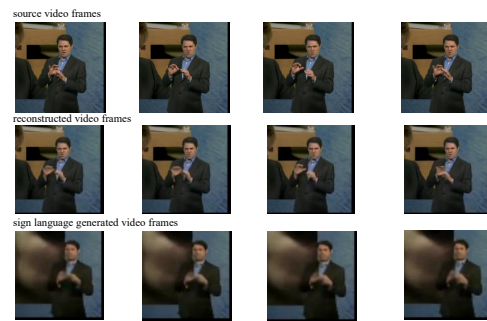 source video frames
reconstructed video frames
sign language generated video frames